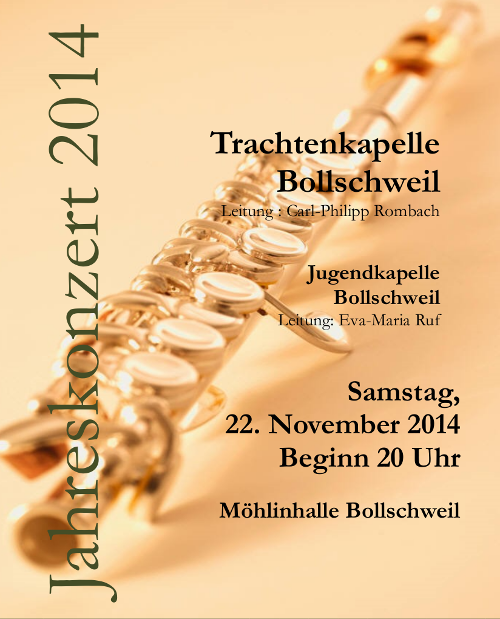 Jahreskonzert 2014
Trachtenkapelle
Bollschweil
Leitung : Carl-Philipp Rombach
Jugendkapelle
Bollschweil
Leitung: Eva-Maria Ruf
Samstag,
22. November 2014
Beginn 20 Uhr
Möhlinhalle Bollschweil